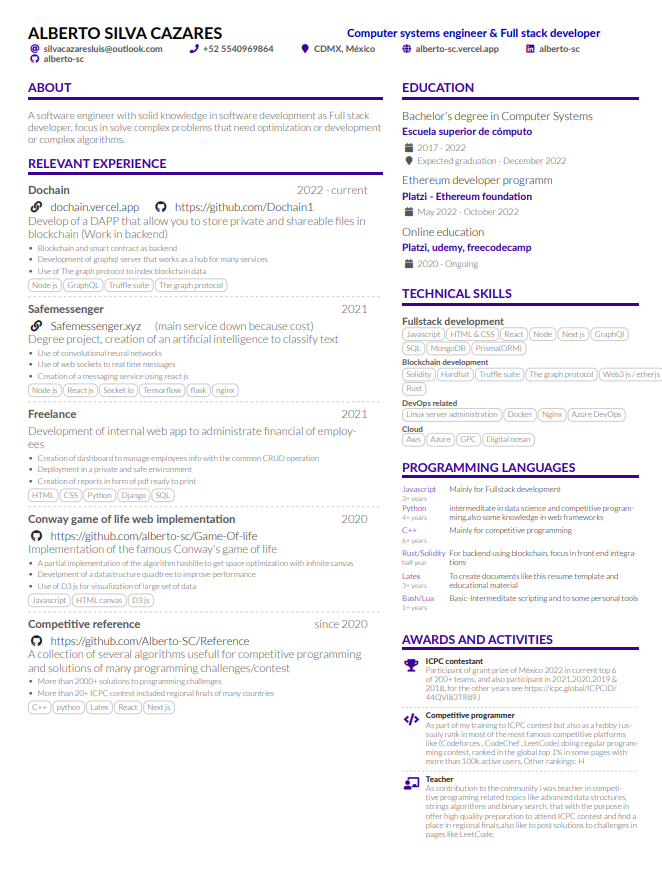 ALBERTO SILVA CAZARES
Computer systems engineer & Full stack developer
silvacazaresluis@outlook.com +52 5540969864 CDMX, México alberto-sc.vercel.app alberto-sc
alberto-sc
ABOUT
A software engineer with solid knowledge in software development as Full stack
developer, focus in solve complex problems that need optimization or development
or complex algorithms.
RELEVANT EXPERIENCE
Dochain 2022 - current
dochain.vercel.app https://github.com/Dochain1
Develop of a DAPP that allow you to store private and shareable files in
blockchain (Work in backend)
• Blockchain and smart contract as backend
• Development of graphql server that works as a hub for many services
• Use of The graph protocol to index blockchain data
Node js GraphQL Truffle suite The graph protocol
Safemessenger 2021
Safemessenger.xyz (main service down because cost)
Degree project, creation of an artificial intelligence to classify text
• Use of convolutional neural networks
• Use of web sockets to real time messages
• Creation of a messaging service using react js
Node js React js Socket io Tensorflow flask nginx
Freelance 2021
Development of internal web app to administrate financial of employ-
ees
• Creation of dashboard to manage employees info with the common CRUD operation
• Deployment in a private and safe environment
• Creation of reports in form of pdf ready to print
HTML CSS Python Django SQL
Conway game of life web implementation 2020
https://github.com/alberto-sc/Game-Of-life
Implementation of the famous Conway's game of life
• A partial implementation of the algorithm hashlife to get space optimization with infinite canvas
• Develpment of a datastructure quadtree to improve performance
• Use of D3 js for visualization of large set of data
Javascript HTML canvas D3 js
Competitive reference since 2020
https://github.com/Alberto-SC/Reference
A collection of several algorithms usefull for competitive programming
and solutions of many programming challenges/contest
• More than 2000+ solutions to programming challenges
• More than 20+ ICPC contest included regional finals of many countries
C++ python Latex React Next js
EDUCATION
Bachelor's degree in Computer Systems
Escuela superior de cómputo
2017 - 2022
Expected graduation - December 2022
Ethereum developer programm
Platzi - Ethereum foundation
May 2022 - October 2022
Online education
Platzi, udemy, freecodecamp
2020 - Ongoing
TECHNICAL SKILLS
Fullstack development
Javascript HTML & CSS React Node Next js GraphQl
SQL MongoDB Prisma(ORM)
Blockchain development
Solidity Hardhat Truffle suite The graph protocol Web3 js / etherjs
Rust
DevOps related
Linux server administration Docker Nginx Azure DevOps
Cloud
Aws Azure GPC Digital ocean
PROGRAMMING LANGUAGES
Javascript Mainly for Fullstack development
3+ years
Python intermeditate in data science and competitive program-
4+ years ming,also some knowledge in web frameworks
C++ Mainly for competitive programming
6+ years
Rust/Solidity For backend using blockchain, focus in front end integra-
half year tions
Latex To create documents like this resume template and
3+ years educational material
Bash/Lua Basic-Intermeditate scripting and to some personal tools
1+ years
AWARDS AND ACTIVITIES
ICPC contestant
Participant of grant prize of México 2022 in current top 6
of 200+ teams, and also participant in 2021,2020,2019 &
2018, for the other years see https://icpc.global/ICPCID/
44QVI83TR89J
Competitive programmer
As part of my training to ICPC contest but also as a hobby i us-
ualy rank in most of the most famous competitive platforms
like (Codeforces , CodeChef , LeetCode) doing regular program-
ming contest, ranked in the global top 1% in some pages with
more than 100k active users, Other rankings: H
Teacher
As contribution to the community i was teacher in competi-
tive programing related topics like advanced data structures,
strings algorithms and binary search, that with the purpose in
offer high quality preparation to attend ICPC contest and find a
place in regional finals,also like to post solutions to challenges in
pages like LeetCode.